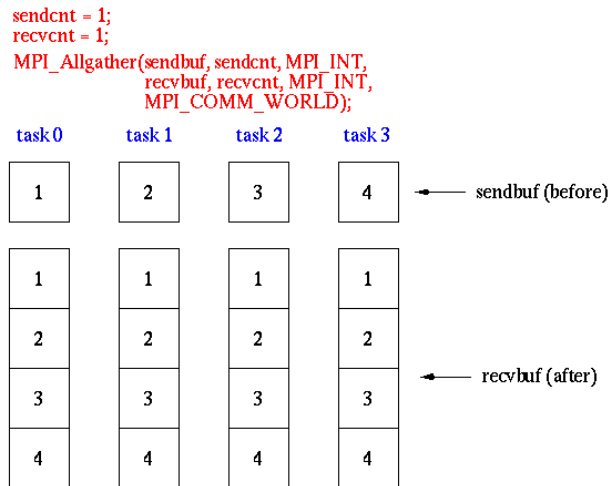 sendcnt = 1;
recvcnt = 1;
MPI_Allgather(sendbuf, sendcnt, MPI_INT,
recvbuf, recvcnt, MPI_INT,
MPI_COMM_WORLD);
task 0 task 1 task 2 task 3
1 2 3 4 sendbuf (before)
1 1 1 1
2 2 2 2
recvbuf (after)
3 3 3 3
4 4 4 4